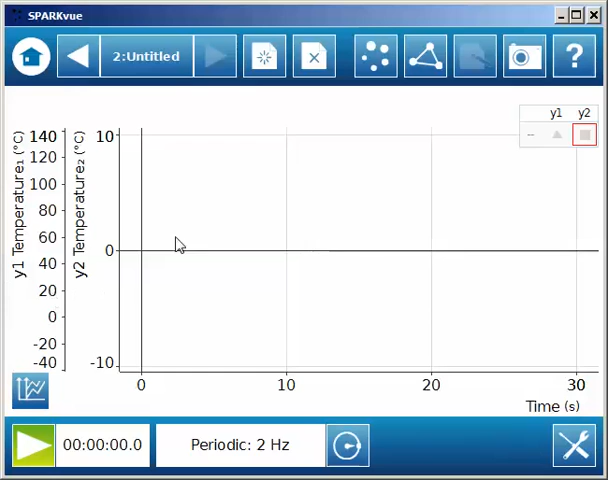 SPARKvue
2:Untitled
?
y1 y2
--
y1 Temperature₁ (°C)
140
120
100
80
60
40
20
0
-20
-40
y2 Temperature₂ (°C)
10
0
-10
0 10 20 30
Time (s)
00:00:00.0
Periodic: 2 Hz